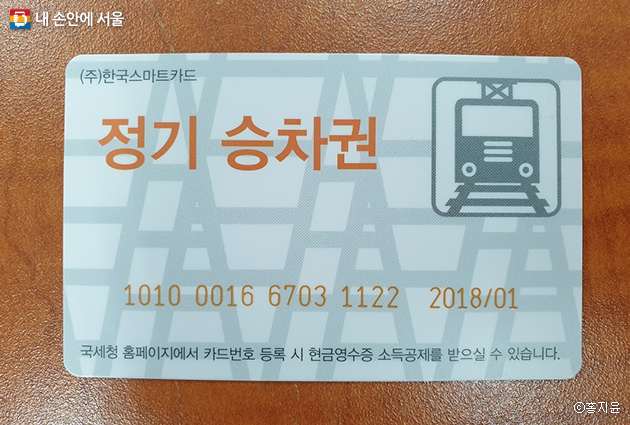 내 손안에 서울
(주)한국스마트카드
정기 승차권
1010 0016 6703 1122 2018/01
국세청 홈페이지에서 카드번호 등록 시 현금영수증 소득공제를 받으실 수 있습니다.
©홍지윤